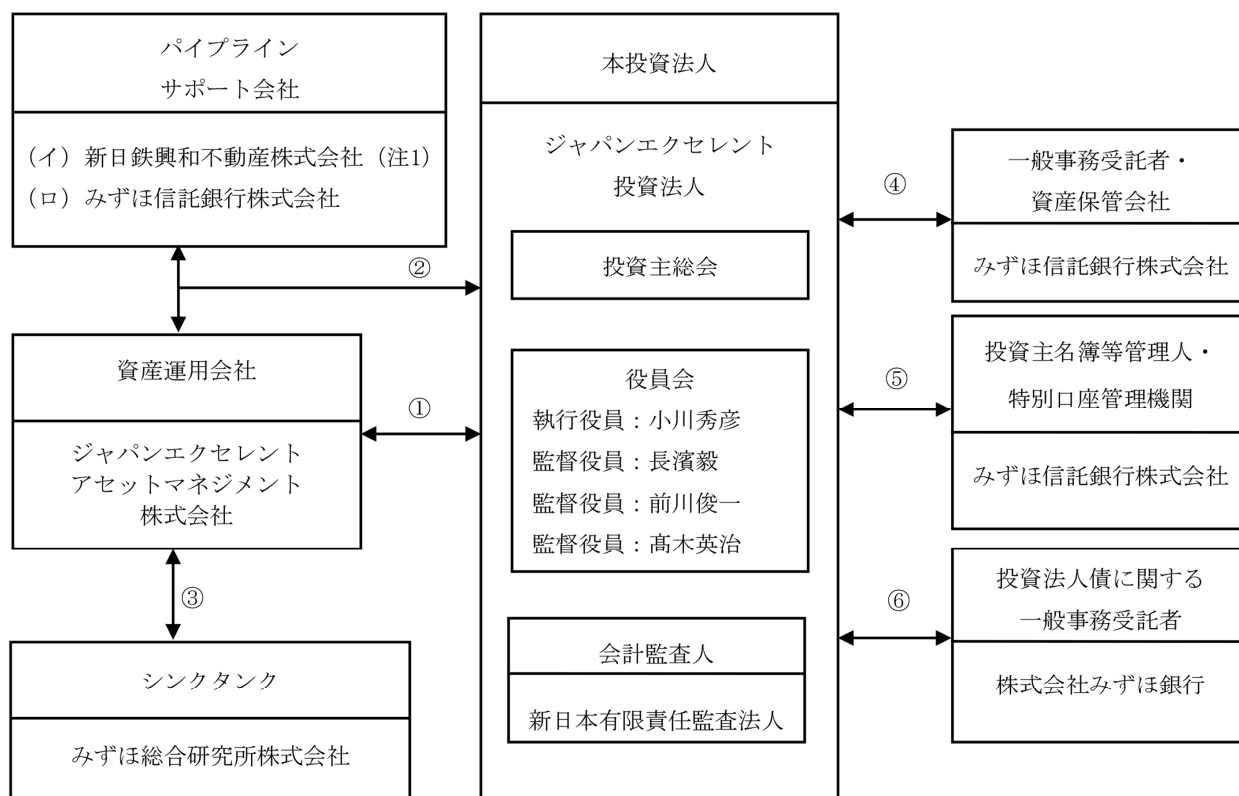 パイプライン
サポート会社
（イ）新日鉄興和不動産株式会社（注1）
（ロ）みずほ信託銀行株式会社
②
資産運用会社
ジャパンエクセレント
アセットマネジメント
株式会社
①
③
シンクタンク
みずほ総合研究所株式会社
本投資法人
ジャパンエクセレント
投資法人
投資主総会
役員会
執行役員：小川秀彦
監督役員：長濱毅
監督役員：前川俊一
監督役員：髙木英治
会計監査人
新日本有限責任監査法人
④
一般事務受託者・
資産保管会社
みずほ信託銀行株式会社
⑤
投資主名簿等管理人・
特別口座管理機関
みずほ信託銀行株式会社
⑥
投資法人債に関する
一般事務受託者
株式会社みずほ銀行